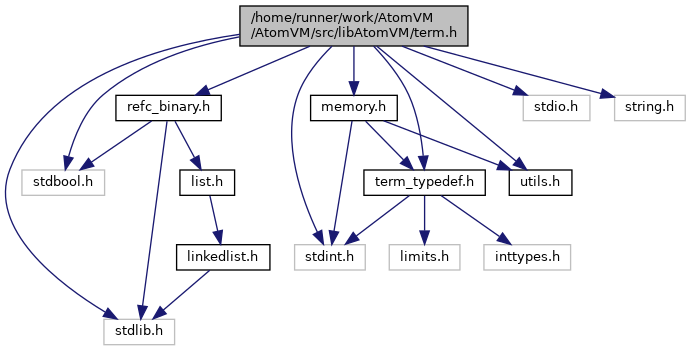 /home/runner/work/AtomVM
/AtomVM/src/libAtomVM/term.h
refc_binary.h
memory.h
stdio.h
string.h
stdbool.h
list.h
term_typedef.h
utils.h
linkedlist.h
stdint.h
limits.h
inttypes.h
stdlib.h